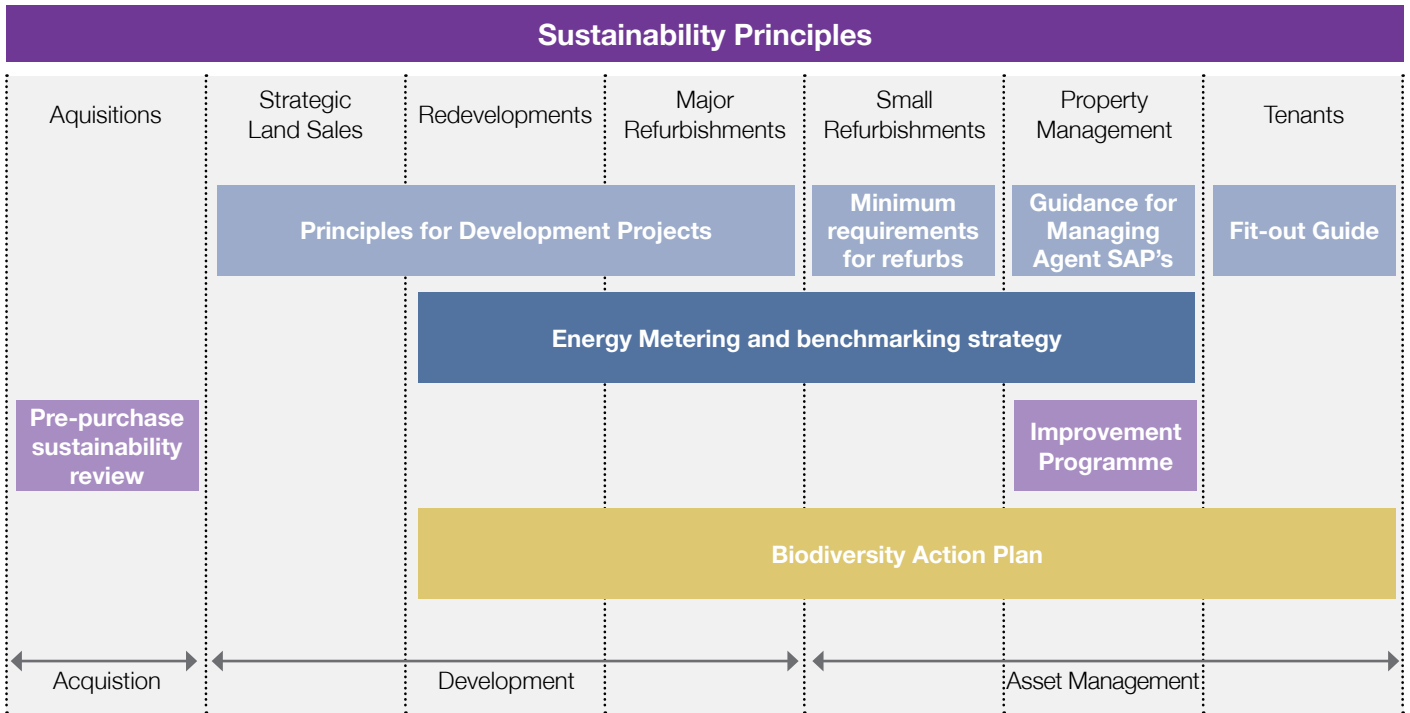 Sustainability Principles
Aquisitions
Strategic
Land Sales
Redevelopments
Major
Refurbishments
Small
Refurbishments
Property
Management
Tenants
Principles for Development Projects
Minimum
requirements
for refurbs
Guidance for
Managing
Agent SAP’s
Fit-out Guide
Energy Metering and benchmarking strategy
Pre-purchase
sustainability
review
Improvement
Programme
Biodiversity Action Plan
Acquistion
Development
Asset Management